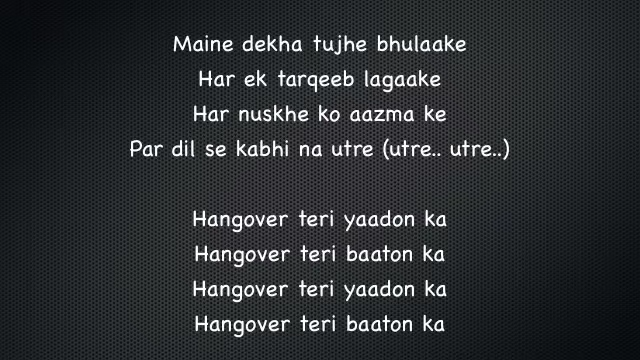 Maine dekha tujhe bhulaake
Har ek tarqeeb lagaake
Har nuskhe ko aazma ke
Par dil se kabhi na utre (utre.. utre..)
Hangover teri yaadon ka
Hangover teri baaton ka
Hangover teri yaadon ka
Hangover teri baaton ka